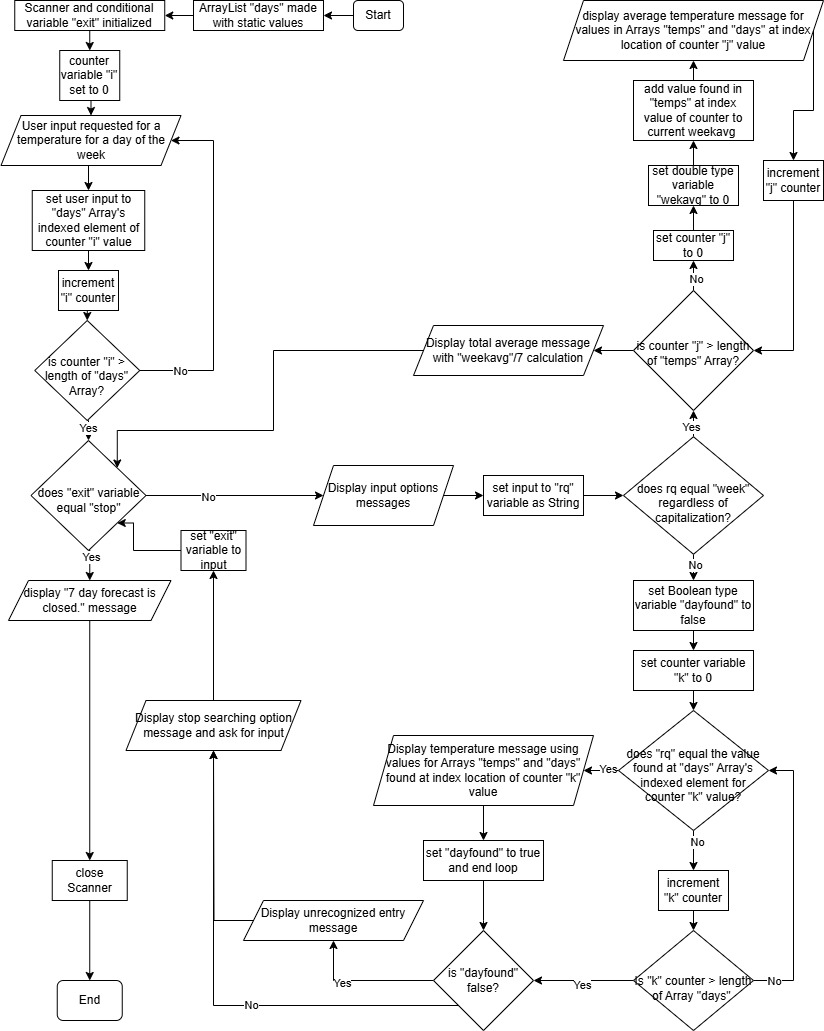 Start
ArrayList "days" made
with static values
Scanner and conditional
variable "exit" initialized
counter
variable "i"
set to 0
User input requested for a
temperature for a day of the
week
set user input to
"days" Array's
indexed element of
counter "i" value
increment
"i" counter
is counter "i" >
length of "days"
Array?
No
Yes
does "exit" variable
equal "stop"
No
Yes
display "7 day forecast is
closed." message
close
Scanner
End
Display input options
messages
set input to "rq"
variable as String
does rq equal "week"
regardless of
capitalization?
Yes
is counter "j" > length
of "temps" Array?
No
set counter "j"
to 0
set double type
variable
"wekavg" to 0
add value found in
"temps" at index
value of counter to
current weekavg
display average temperature message for
values in Arrays "temps" and "days" at index
location of counter "j" value
increment
"j" counter
Display total average message
with "weekavg"/7 calculation
No
set Boolean type
variable "dayfound" to
false
set counter variable
"k" to 0
does "rq" equal the value
found at "days" Array's
indexed element for
counter "k" value?
Yes
Display temperature message using
values for Arrays "temps" and "days"
found at index location of counter "k"
value
set "dayfound" to true
and end loop
No
increment
"k" counter
is "k" counter > length
of Array "days"
No
Yes
is "dayfound"
false?
Yes
Display unrecognized entry
message
No
Display stop searching option
message and ask for input
set "exit"
variable to
input